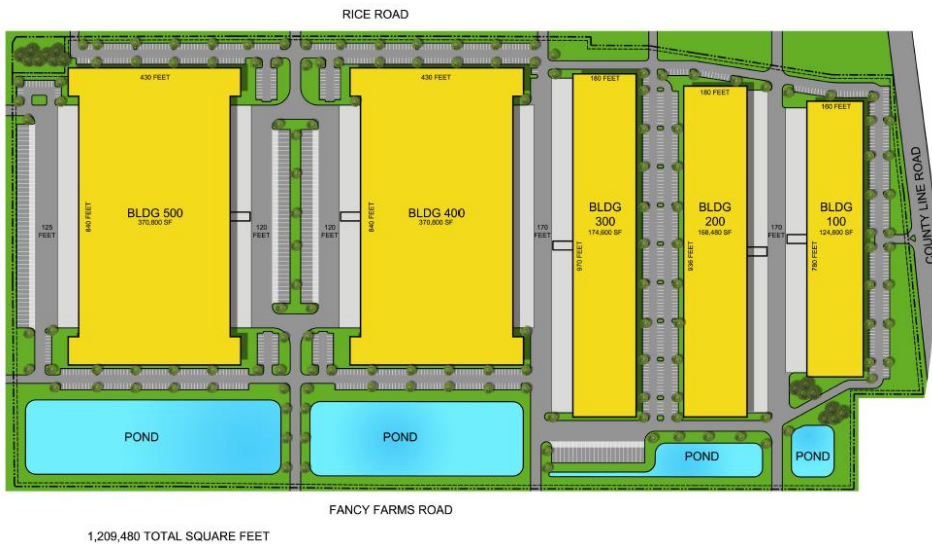 RICE ROAD
430 FEET
430 FEET
160 FEET
180 FEET
160 FEET
BLDG 500
370,800 SF
840 FEET
125
FEET
120
FEET
120
FEET
BLDG 400
370,800 SF
840 FEET
170
FEET
BLDG
300
174,600 SF
970 FEET
BLDG
200
168,480 SF
936 FEET
170
FEET
BLDG
100
124,800 SF
780 FEET
COUNTY LINE ROAD
POND
POND
POND
POND
FANCY FARMS ROAD
1,209,480 TOTAL SQUARE FEET